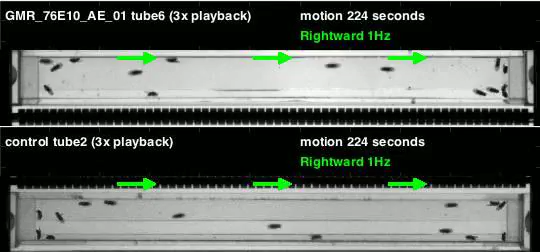 GMR_76E10_AE_01 tube6 (3x playback)
motion 224 seconds
Rightward 1Hz
control tube2 (3x playback)
motion 224 seconds
Rightward 1Hz